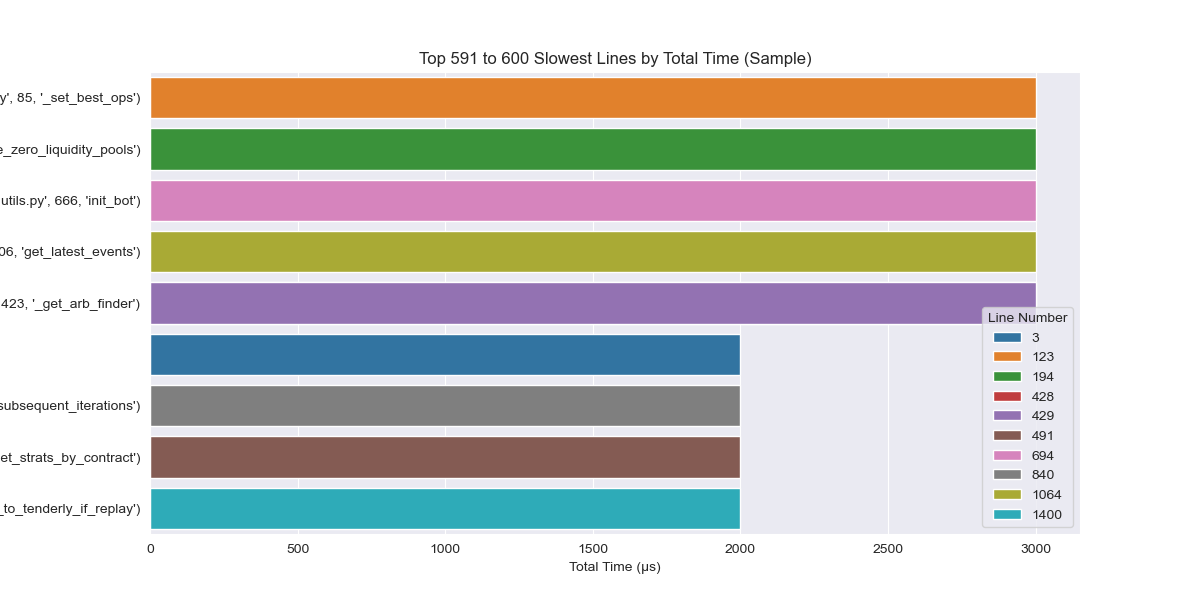 Top 591 to 600 Slowest Lines by Total Time (Sample)
y', 85, '_set_best_ops')
e_zero_liquidity_pools')
utils.py', 666, 'init_bot')
06, 'get_latest_events')
423, '_get_arb_finder')
subsequent_iterations')
et_strats_by_contract')
_to_tenderly_if_replay')
Line Number
3
123
194
428
429
491
694
840
1064
1400
0 500 1000 1500 2000 2500 3000
Total Time (µs)